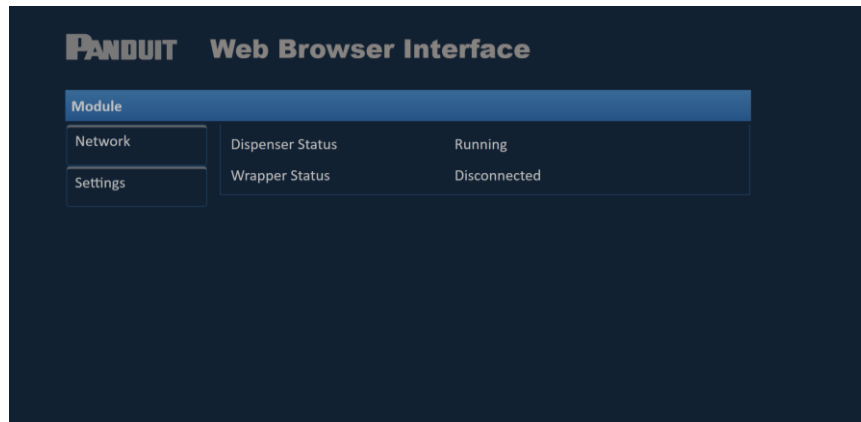 PANDUIT Web Browser Interface
Module
Network
Dispenser Status Running
Wrapper Status Disconnected
Settings